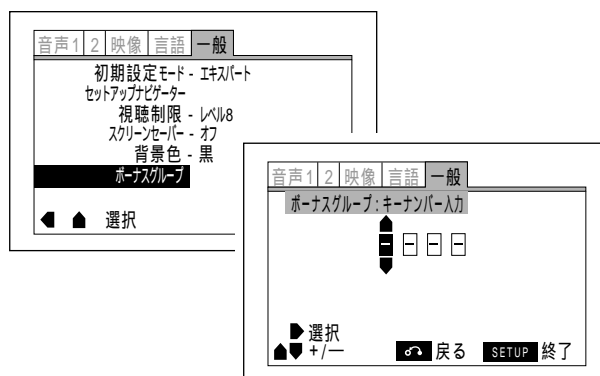 音声1 2 映像 言語 一般
初期設定モード - エキスパート
セットアップナビゲーター
視聴制限 - レベル8
スクリーンセーバー - オフ
背景色 - 黒
ボーナスグループ
選択
音声1 2 映像 言語 一般
ボーナスグループ：キーナンバー入力
- - - -
選択
+/—
戻る SETUP 終了